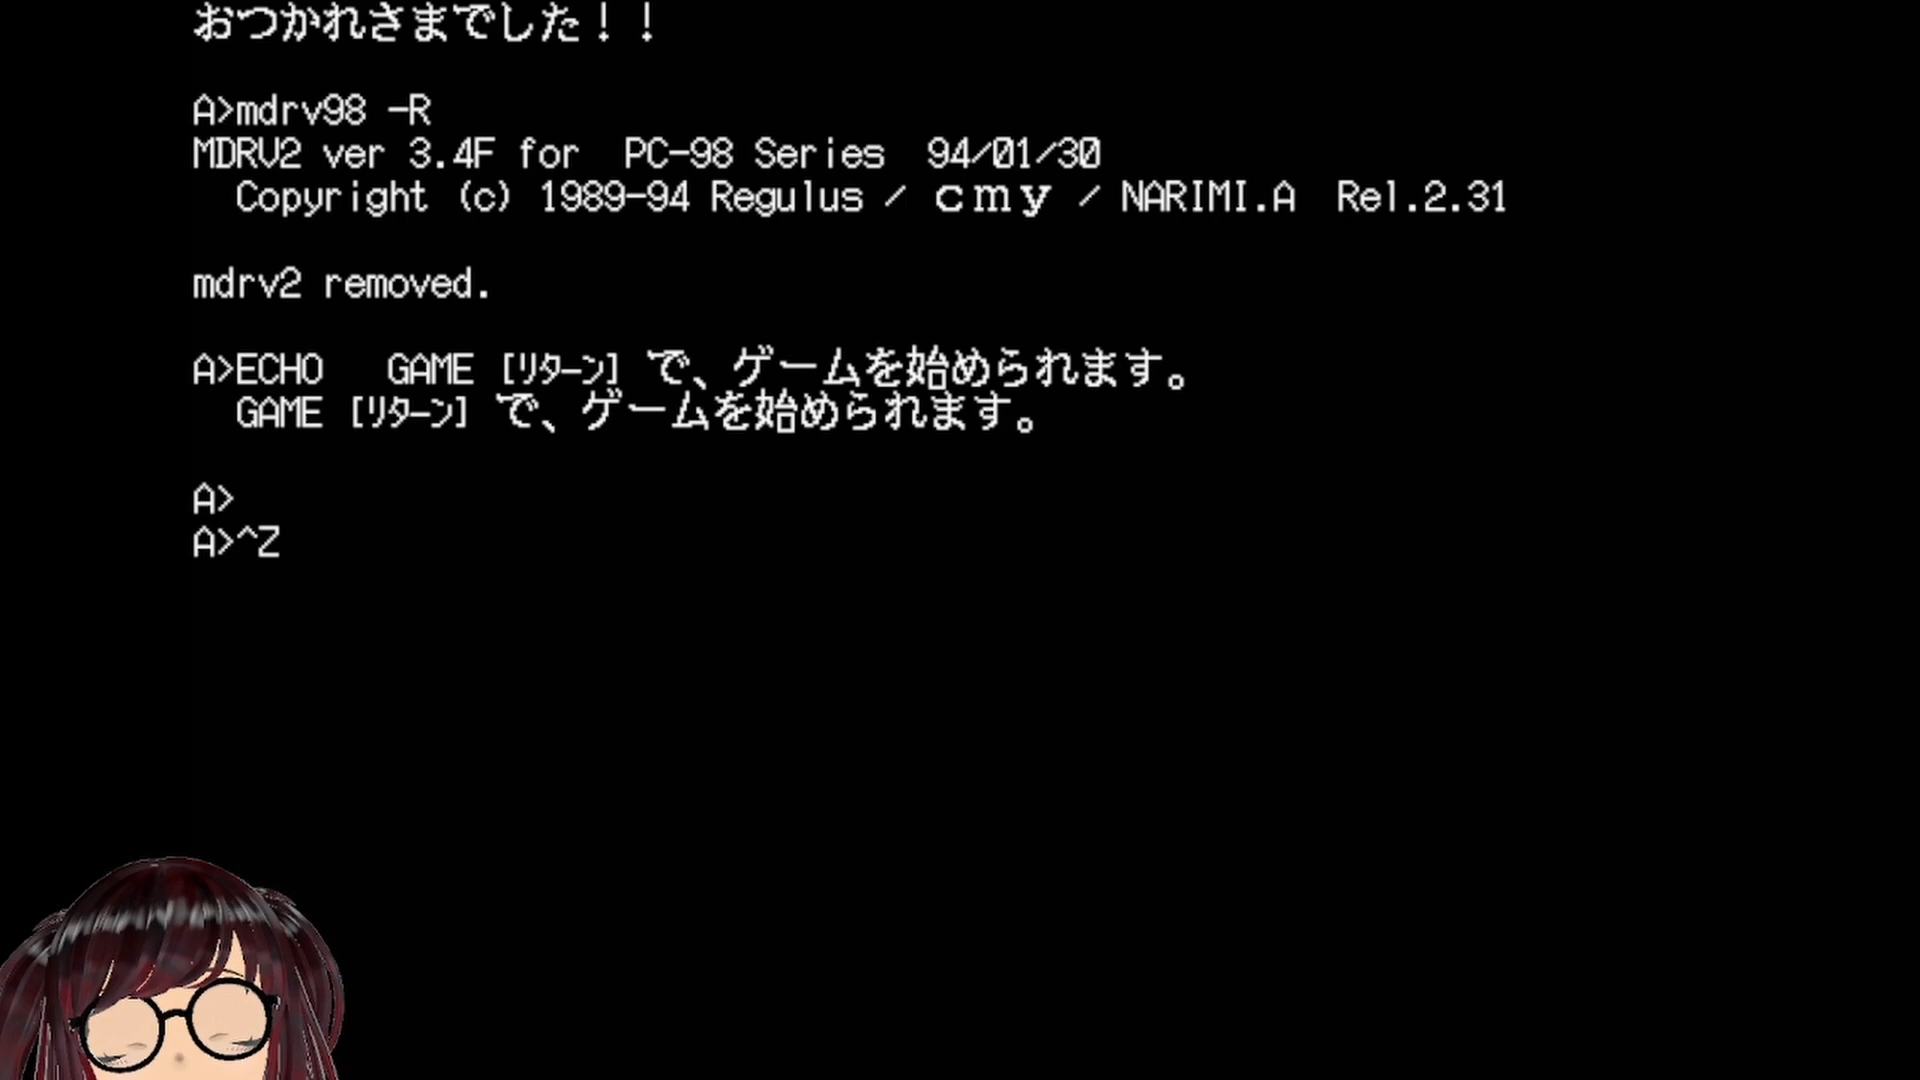 おつかれさまでした！！
A>mdrv98 -R
MDRV2 ver 3.4F for  PC-98 Series  94/01/30
  Copyright (c) 1989-94 Regulus / ｃｍｙ / NARIMI.A  Rel.2.31
mdrv2 removed.
A>ECHO   GAME [ﾘﾀｰﾝ] で、ゲームを始められます。
  GAME [ﾘﾀｰﾝ] で、ゲームを始められます。
A>
A>^Z